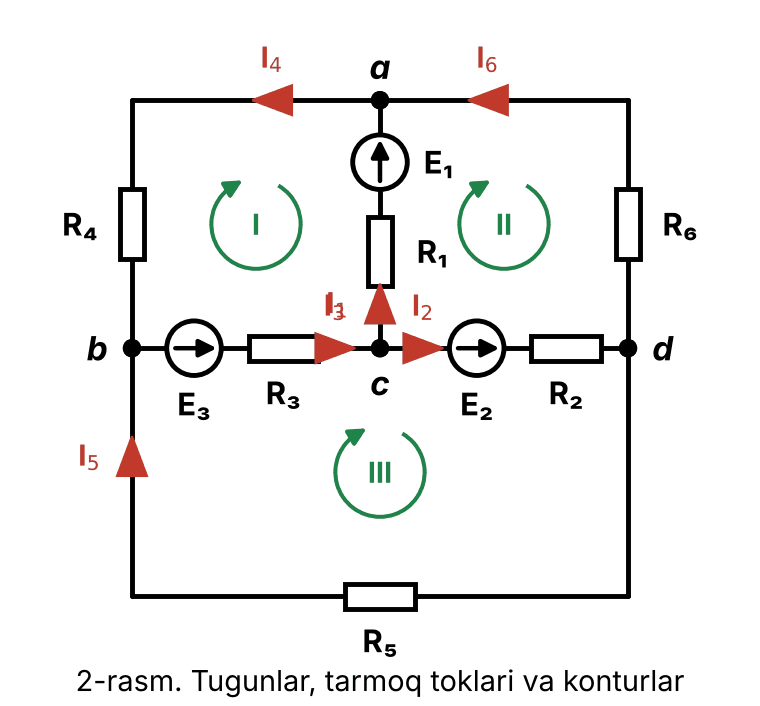 I₄
a
I₆
E₁
R₄
I
II
R₆
R₁
I₁
I₃
I₂
b
c
d
E₃
R₃
E₂
R₂
I₅
III
R₅
2-rasm. Tugunlar, tarmoq toklari va konturlar